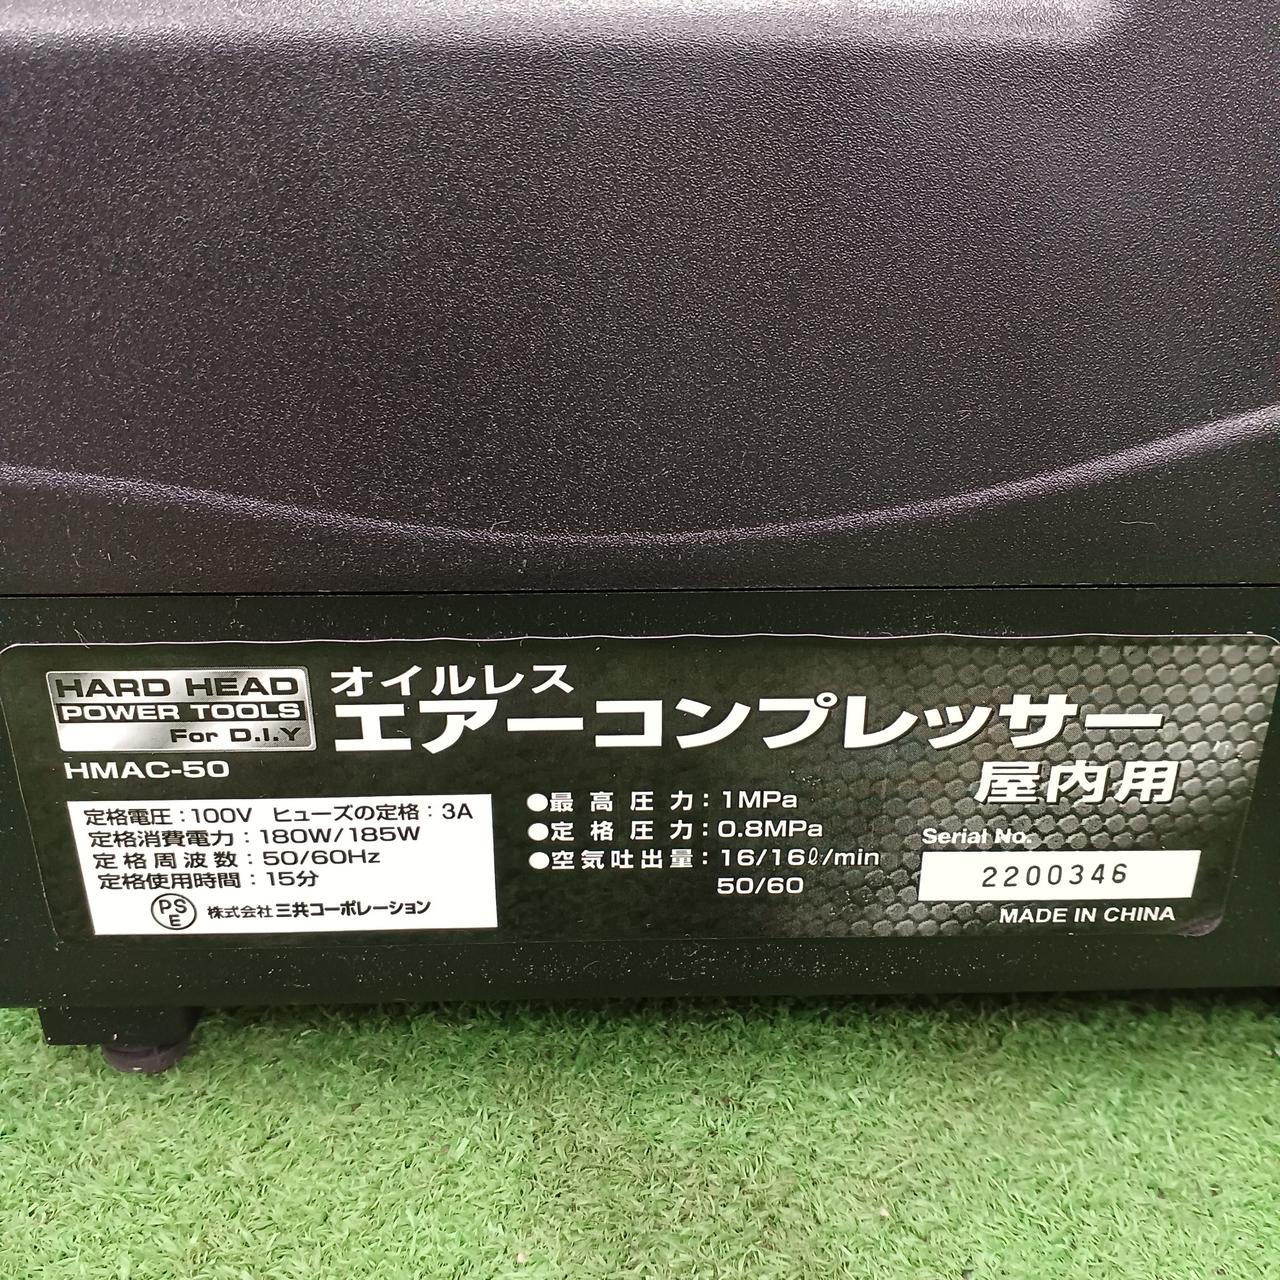 HARD HEAD
POWER TOOLS
For D.I.Y
HMAC-50
オイルレス
エアーコンプレッサー
屋内用
定格電圧：100V ヒューズの定格：3A
定格消費電力：180W/185W
定格周波数：50/60Hz
定格使用時間：15分
PS
E
株式会社 三共コーポレーション
●最高圧力：1MPa
●定格圧力：0.8MPa
●空気吐出量：16/16ℓ/min
50/60
Serial No.
2200346
MADE IN CHINA